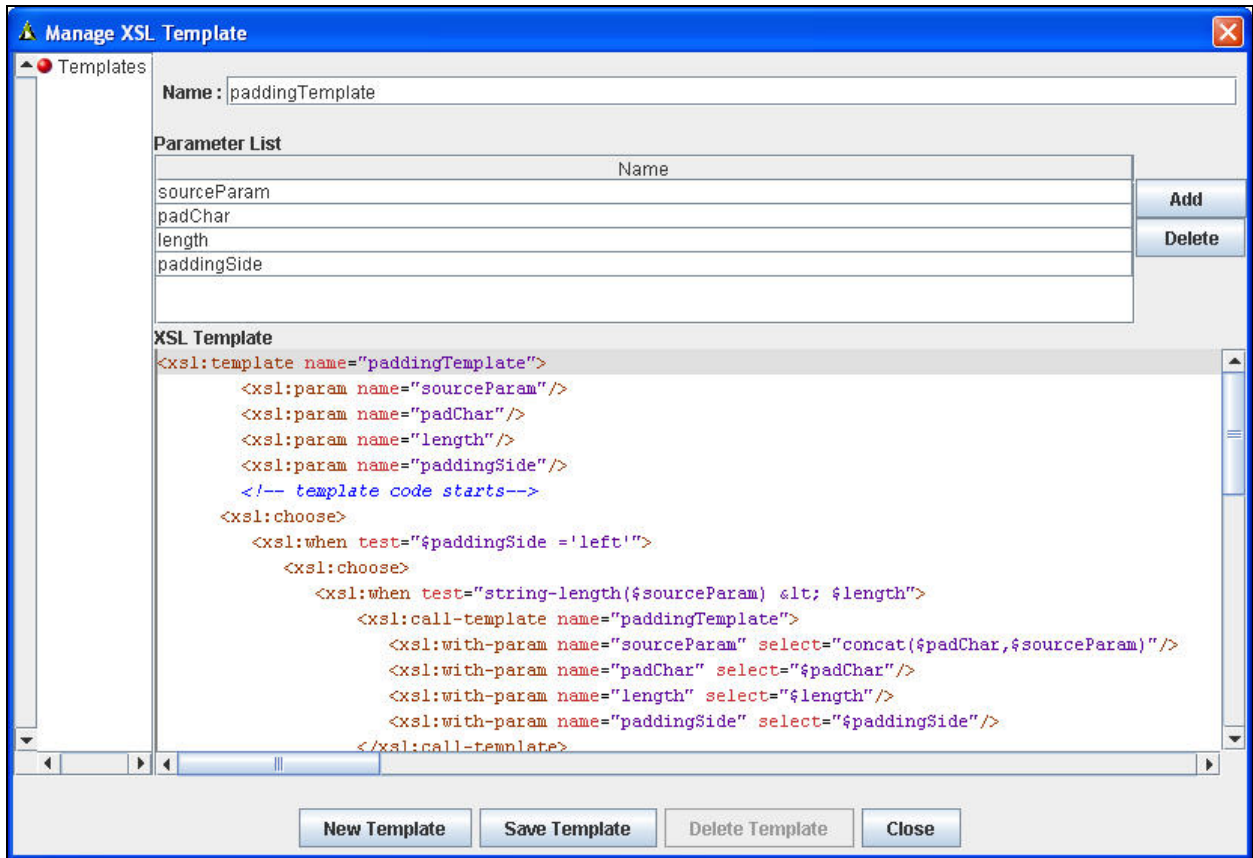 Manage XSL Template
Templates
Name : paddingTemplate
Parameter List
Name
sourceParam
padChar
length
paddingSide
Add
Delete
XSL Template
<xsl:template name="paddingTemplate">
<xsl:param name="sourceParam"/>
<xsl:param name="padChar"/>
<xsl:param name="length"/>
<xsl:param name="paddingSide"/>
<!-- template code starts-->
<xsl:choose>
<xsl:when test="$paddingSide ='left'">
<xsl:choose>
<xsl:when test="string-length($sourceParam) &lt; $length">
<xsl:call-template name="paddingTemplate">
<xsl:with-param name="sourceParam" select="concat($padChar,$sourceParam)"/>
<xsl:with-param name="padChar" select="$padChar"/>
<xsl:with-param name="length" select="$length"/>
<xsl:with-param name="paddingSide" select="$paddingSide"/>
</xsl:call-template>
New Template
Save Template
Delete Template
Close